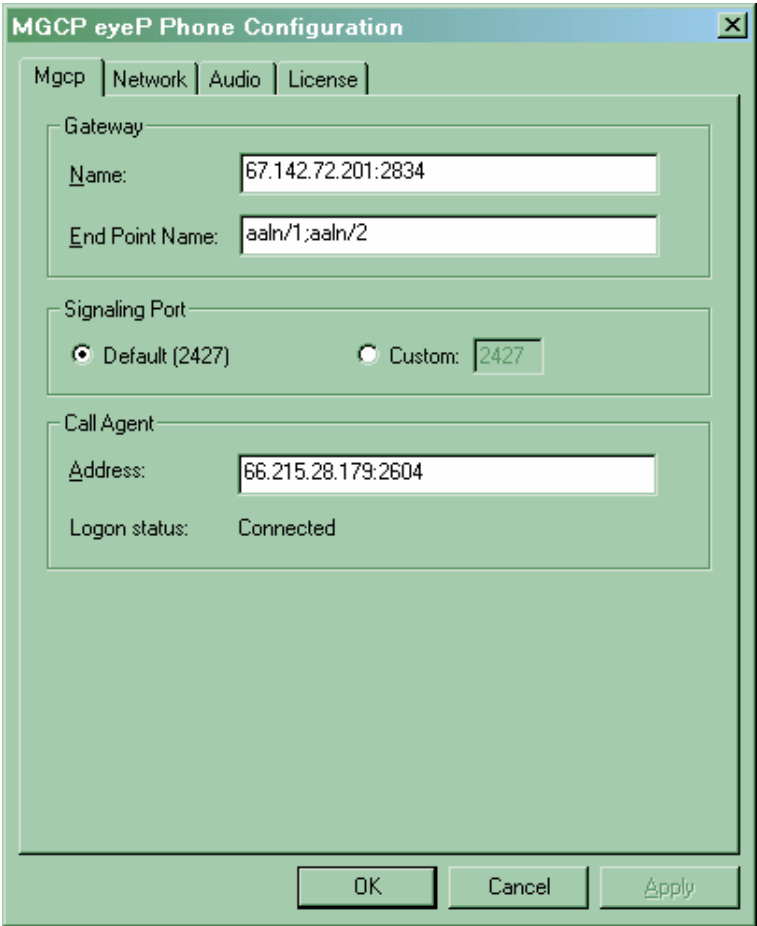 MGCP eyeP Phone Configuration
Mgcp Network Audio License
Gateway
Name: 67.142.72.201:2834
End Point Name: aaln/1;aaln/2
Signaling Port
Default (2427) Custom: 2427
Call Agent
Address: 66.215.28.179:2604
Logon status: Connected
OK Cancel Apply